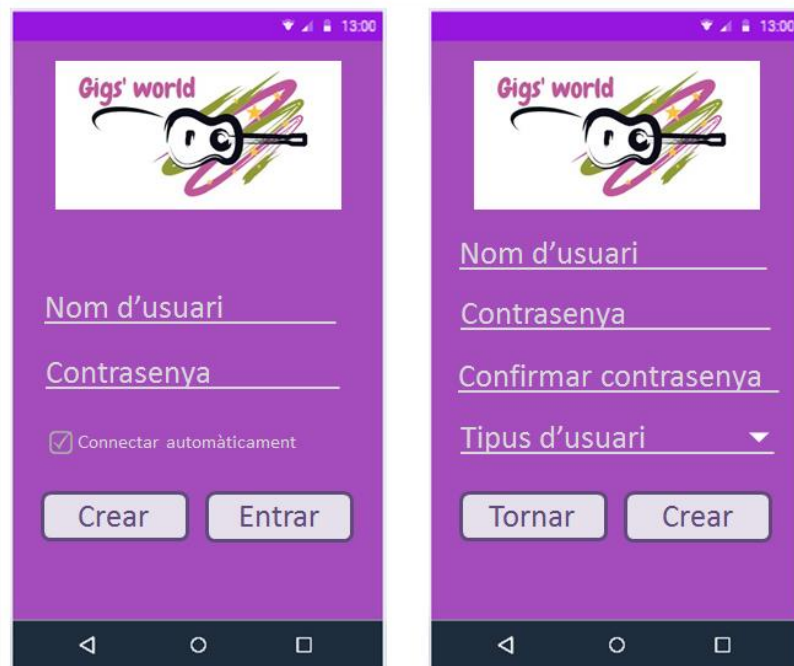 13:00
Gigs' world
Nom d'usuari
Contrasenya
Connectar automàticament
Crear
Entrar
13:00
Gigs' world
Nom d'usuari
Contrasenya
Confirmar contrasenya
Tipus d'usuari
Tornar
Crear